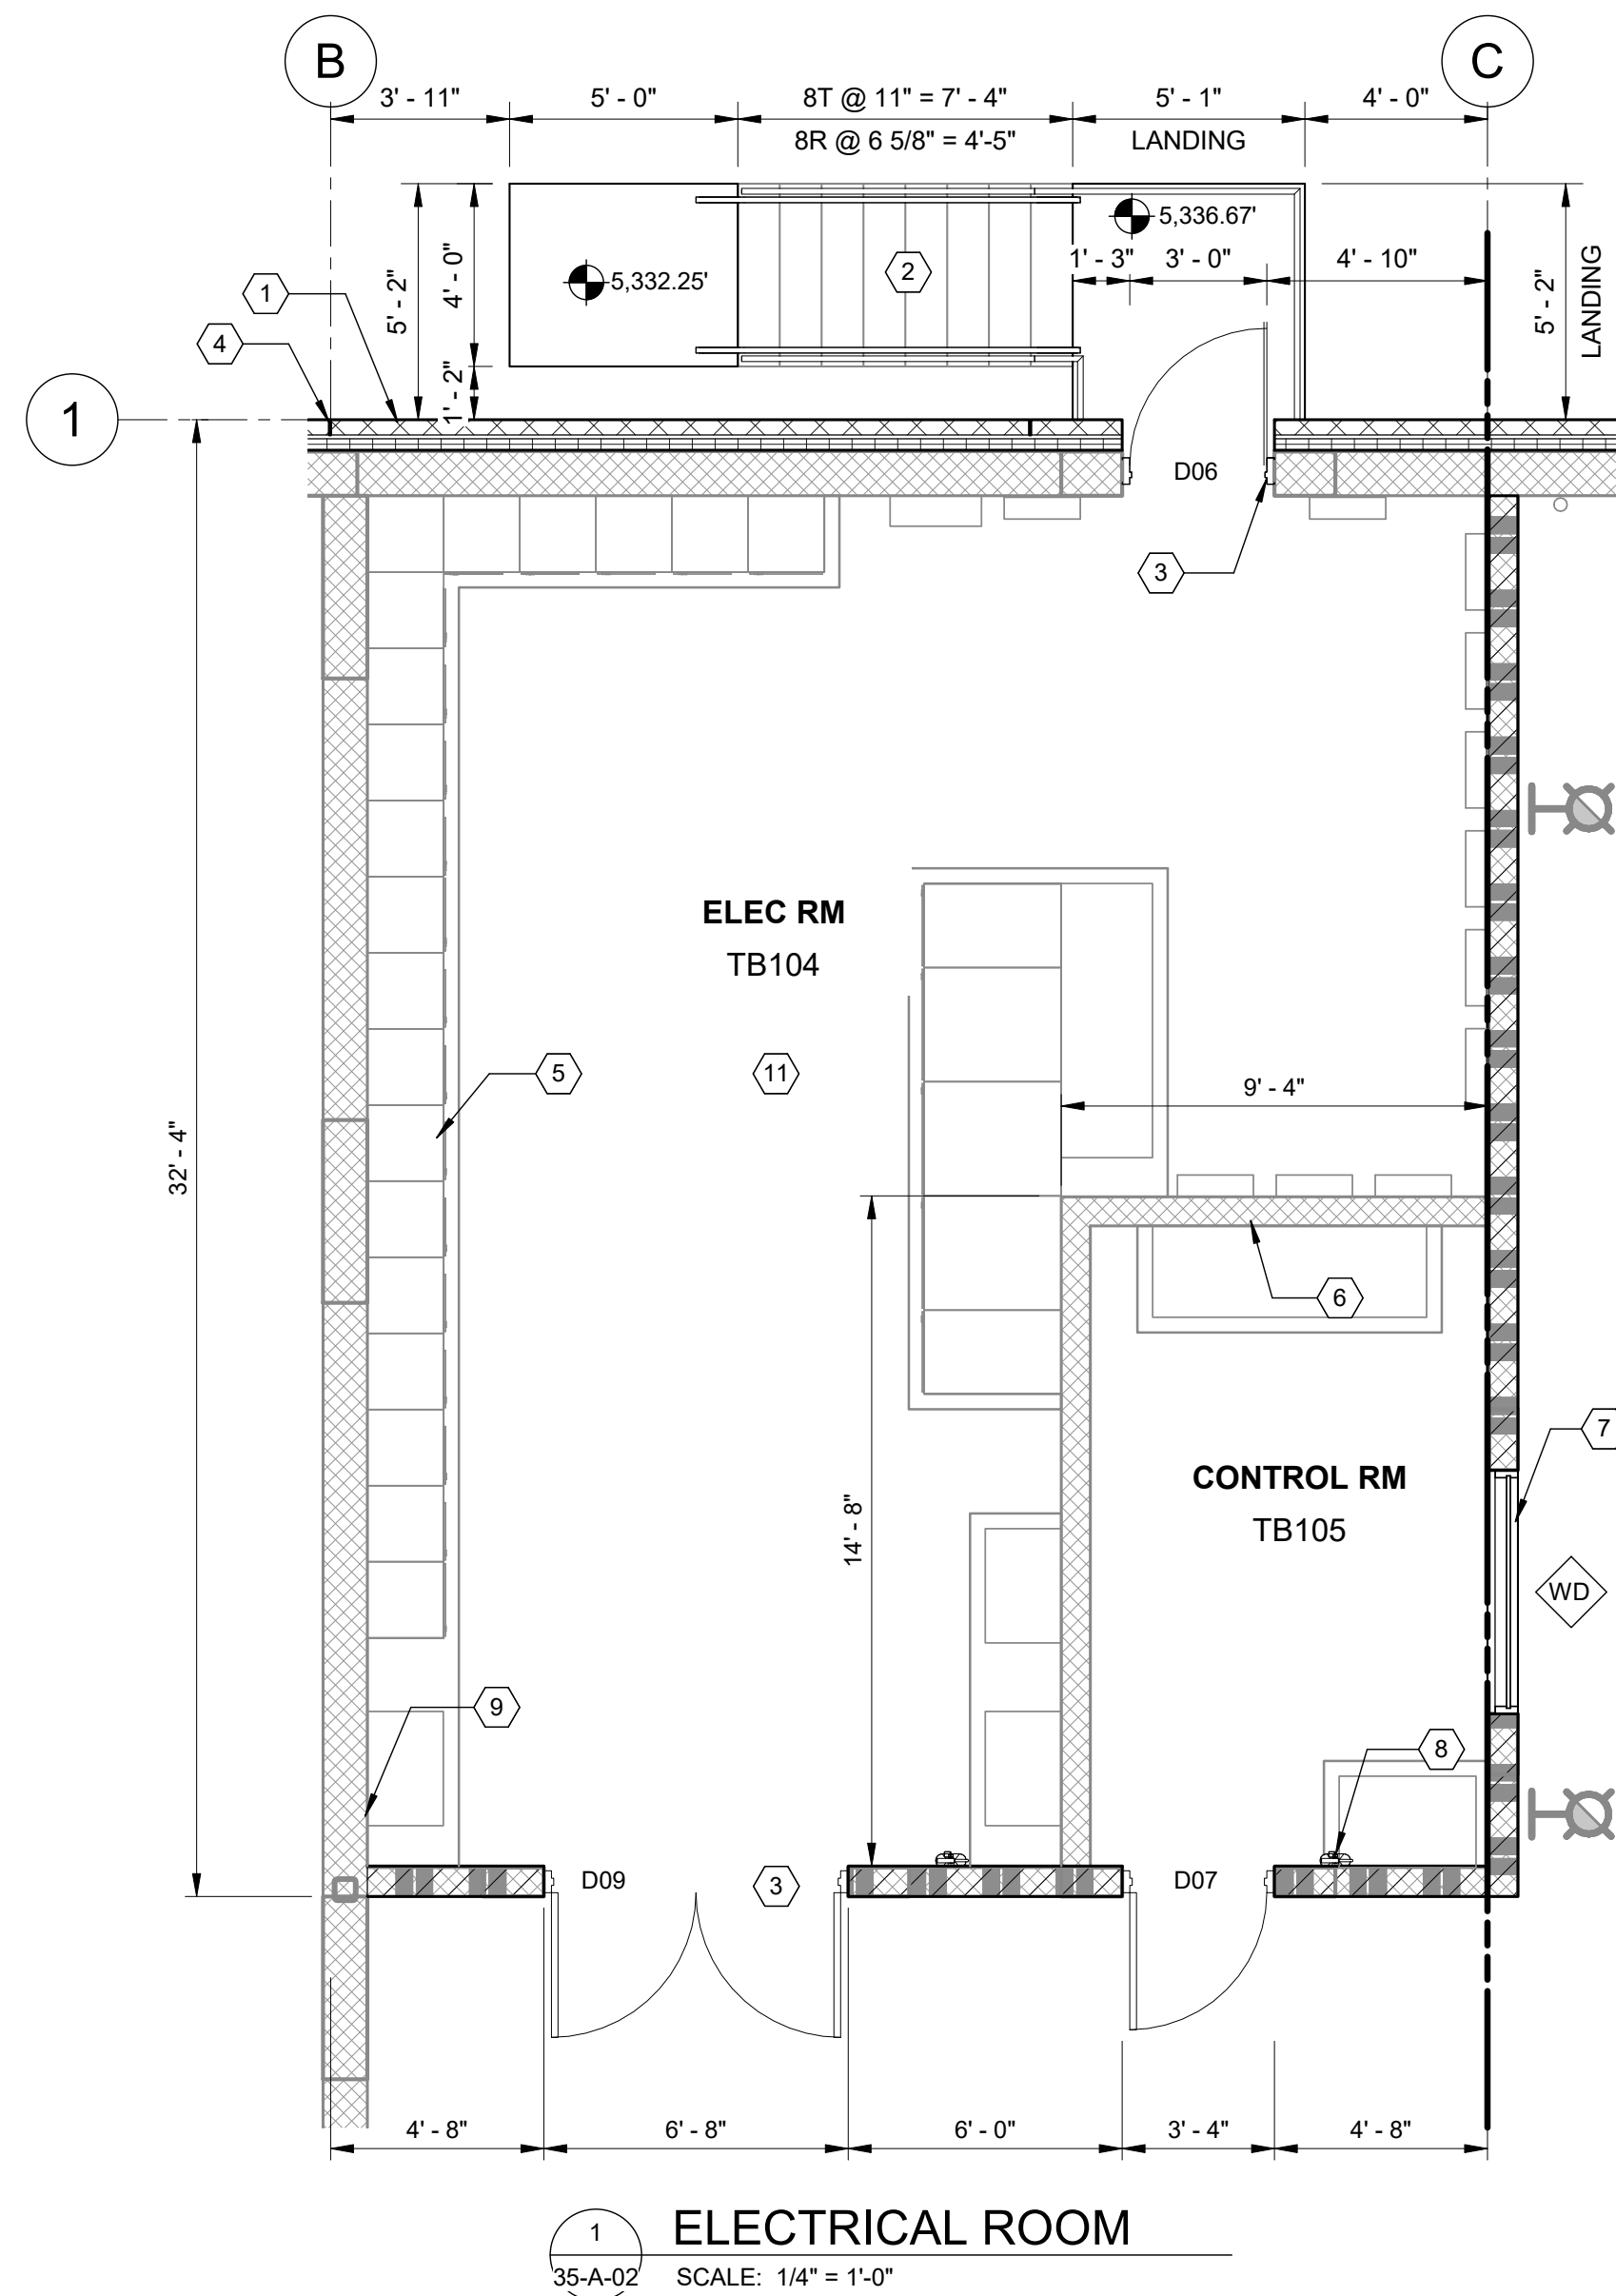 B
C
3' - 11"
5' - 0"
8T @ 11" = 7' - 4"
5' - 1"
4' - 0"
8R @ 6 5/8" = 4'-5"
LANDING
5,336.67'
5,332.25'
2
1' - 3"
3' - 0"
4' - 10"
5' - 2"
4' - 0"
1' - 2"
5' - 2"
LANDING
1
4
1
D06
3
ELEC RM
TB104
5
11
9' - 4"
32' - 4"
6
7
CONTROL RM
TB105
14' - 8"
WD
9
8
D09
3
D07
4' - 8"
6' - 8"
6' - 0"
3' - 4"
4' - 8"
1
ELECTRICAL ROOM
35-A-02
SCALE: 1/4" = 1'-0"